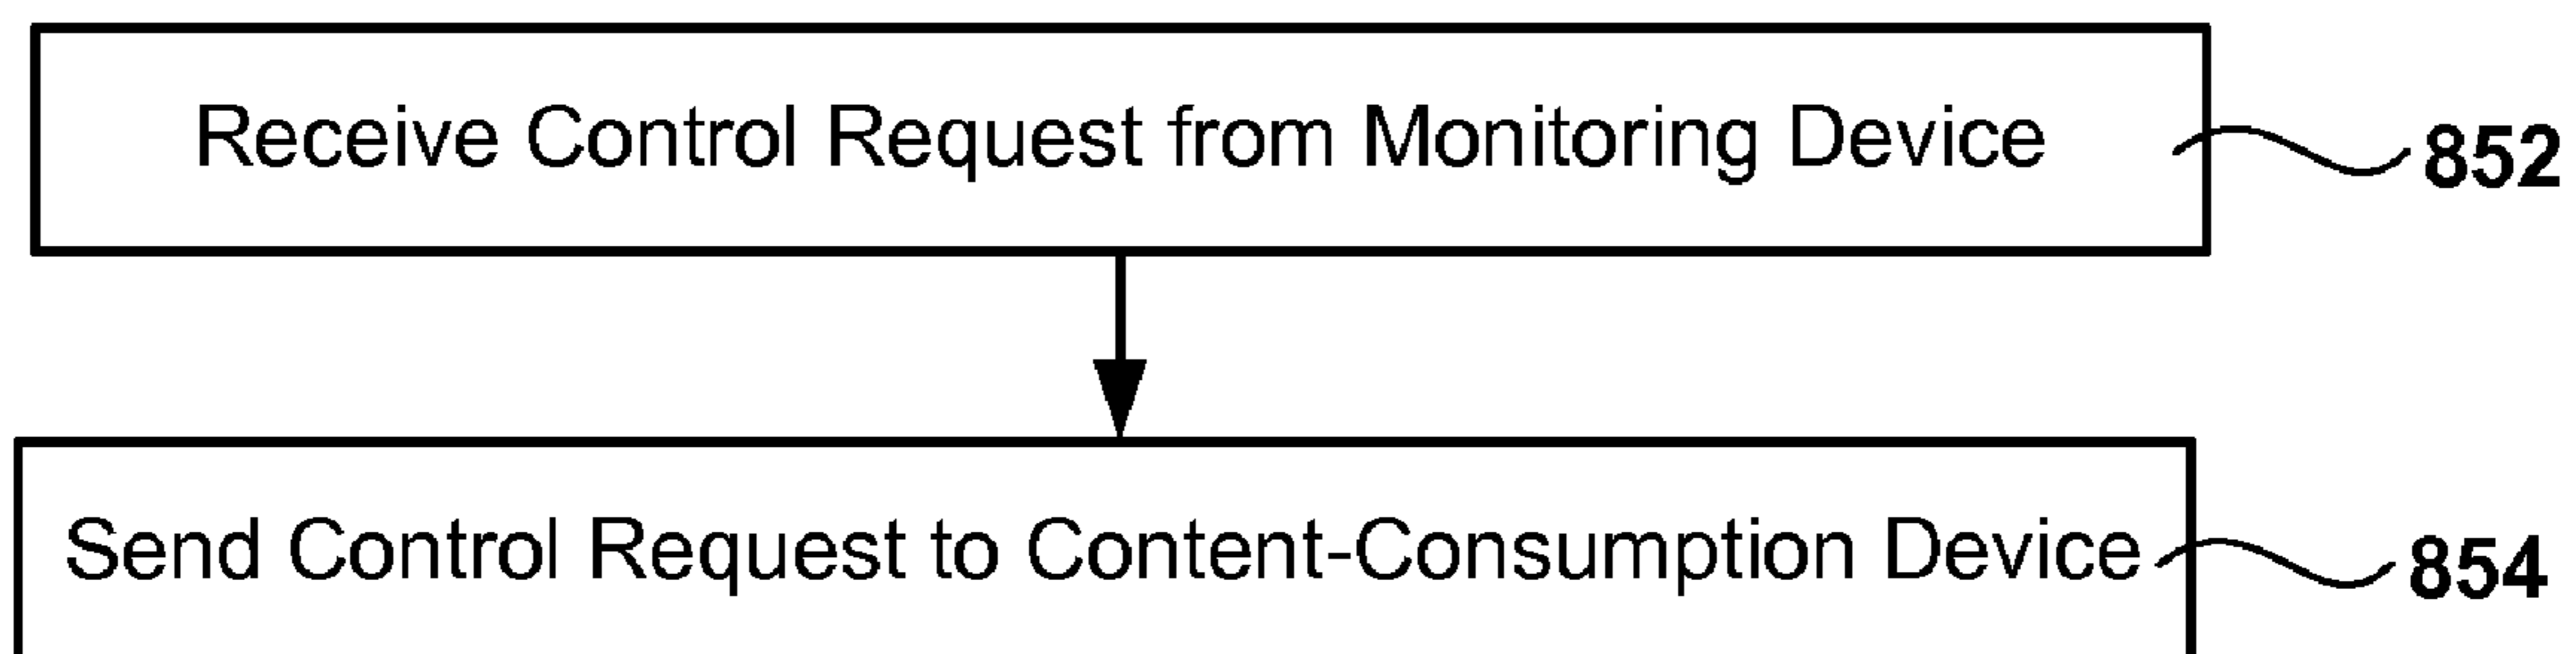 Receive Control Request from Monitoring Device
852
Send Control Request to Content-Consumption Device
854